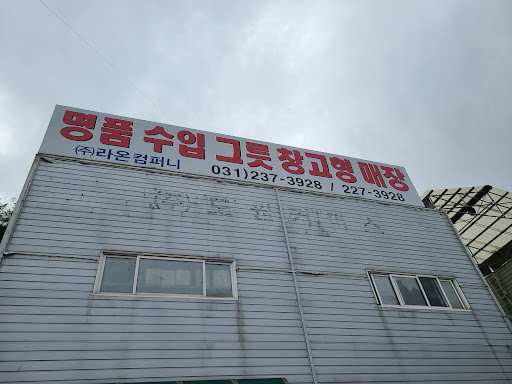 명품 수입 그릇 창고형 매장
(주)라온컴퍼니 031)237-3928 / 227-3928